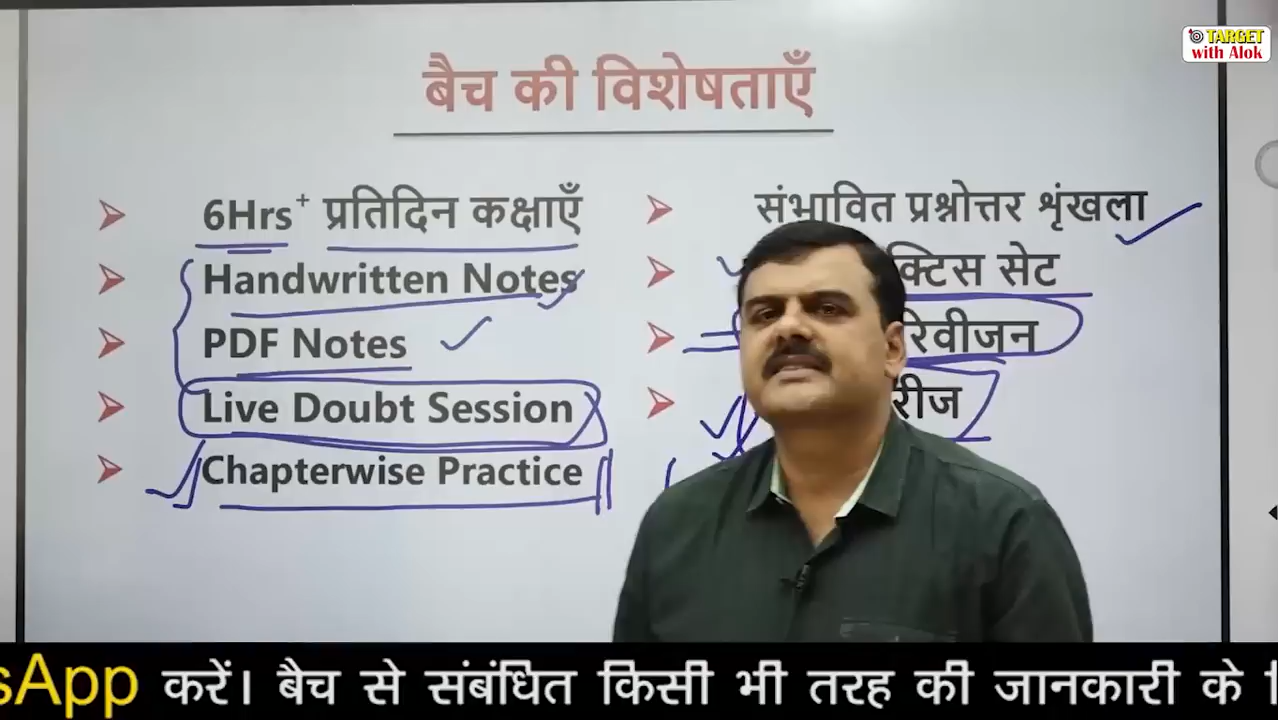 TARGET
with Alok
बैच की विशेषताएँ
6Hrs+ प्रतिदिन कक्षाएँ
Handwritten Notes
PDF Notes
Live Doubt Session
Chapterwise Practice
संभावित प्रश्नोत्तर शृंखला
क्टिस सेट
रिवीजन
रीज
sApp करें। बैच से संबंधित किसी भी तरह की जानकारी के